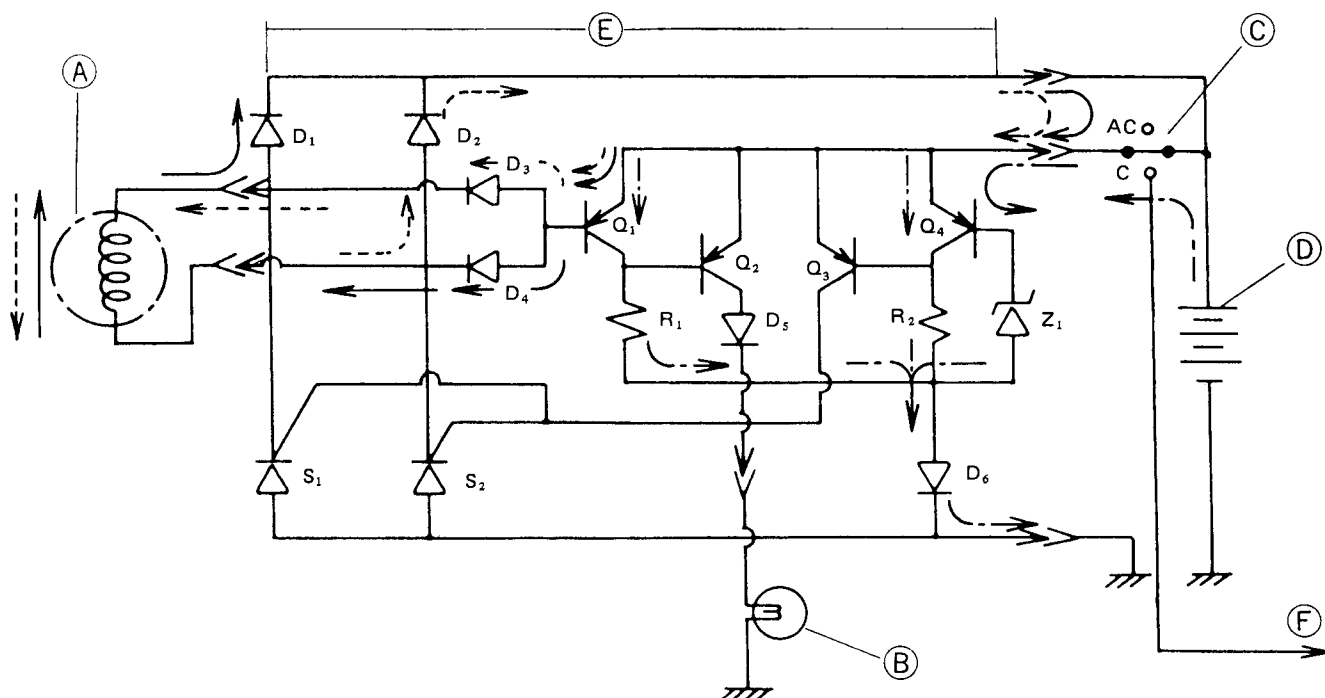 E
A
C
D₁
D₂
AC
D₃
C
Q₁
Q₄
Q₂
Q₃
D
D₄
R₁
D₅
R₂
Z₁
S₁
S₂
D₆
F
B